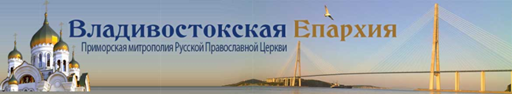 Владивостокская Епархия
Приморская митрополия Русской Православной Церкви